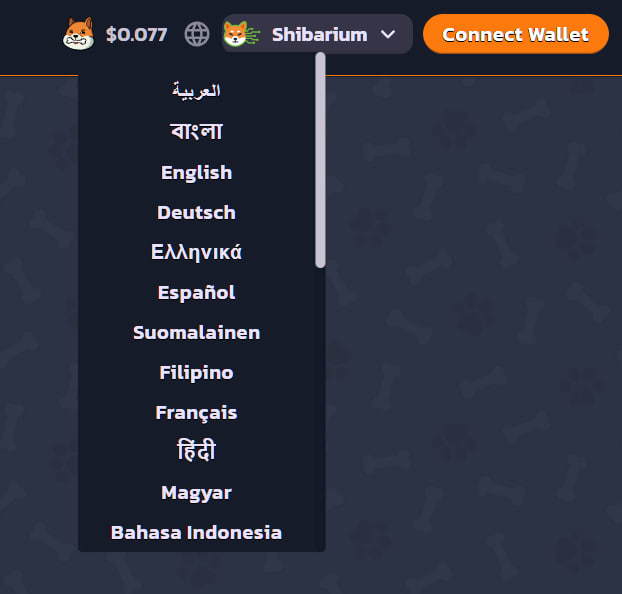 $0.077 Shibarium Connect Wallet
العربية
বাংলা
English
Deutsch
Ελληνικά
Español
Suomalainen
Filipino
Français
हिंदी
Magyar
Bahasa Indonesia